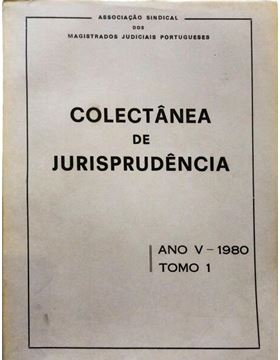 ASSOCIAÇÃO SINDICAL
DOS
MAGISTRADOS JUDICIAIS PORTUGUESES
COLECTÂNEA
DE
JURISPRUDÊNCIA
ANO V – 1980
TOMO 1